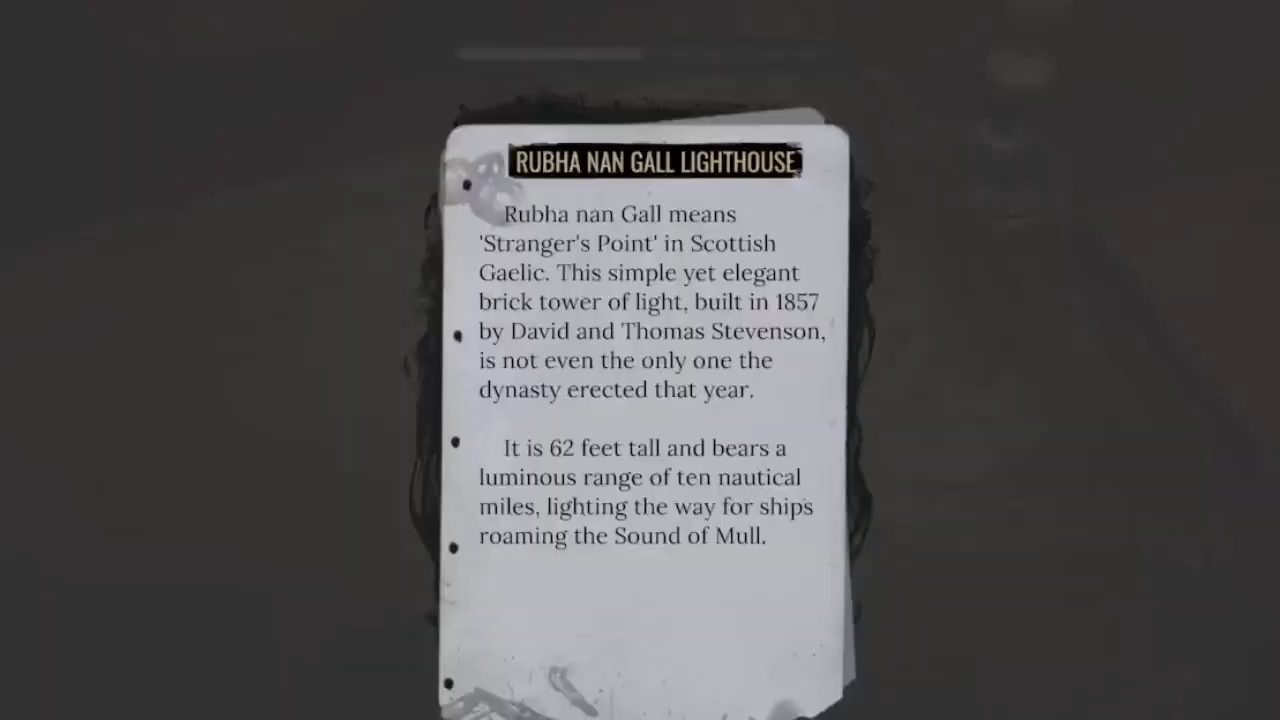 RUBHA NAN GALL LIGHTHOUSE
Rubha nan Gall means
'Stranger's Point' in Scottish
Gaelic. This simple yet elegant
brick tower of light, built in 1857
by David and Thomas Stevenson,
is not even the only one the
dynasty erected that year.
It is 62 feet tall and bears a
luminous range of ten nautical
miles, lighting the way for ships
roaming the Sound of Mull.